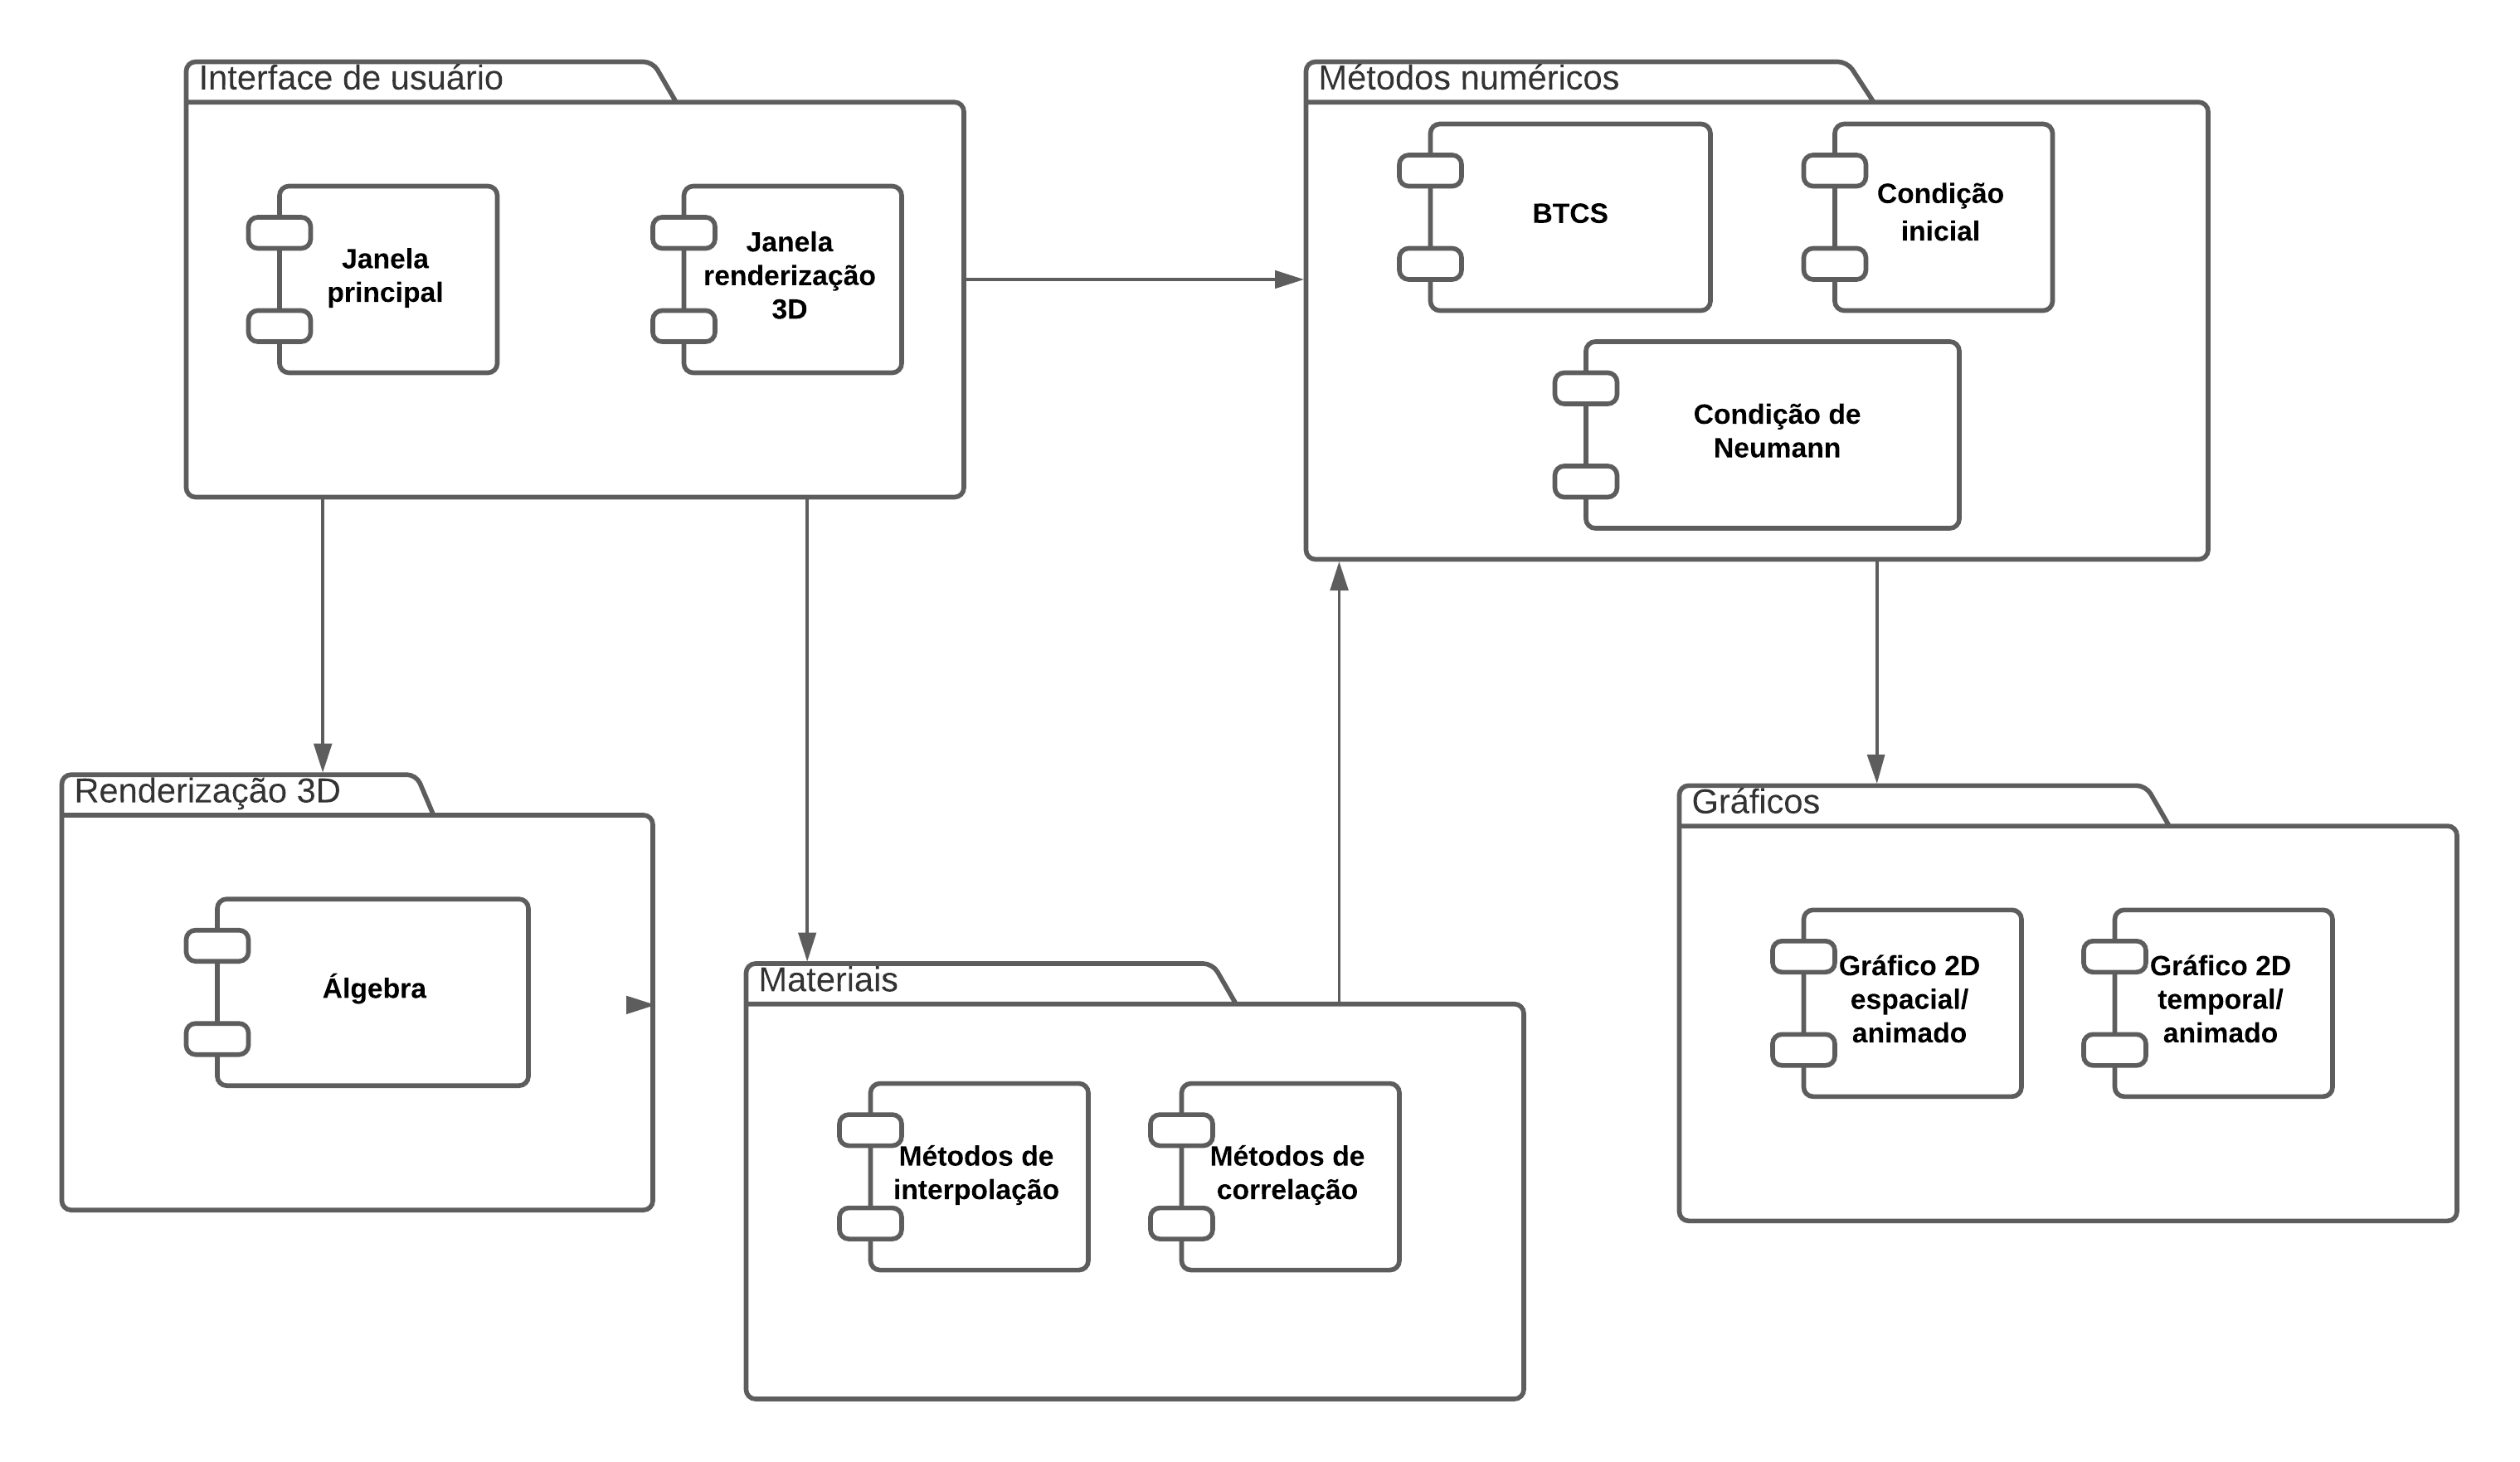 Interface de usuário
Janela
principal
Janela
renderização
3D
Métodos numéricos
BTCS
Condição
inicial
Condição de
Neumann
Renderização 3D
Álgebra
Materiais
Métodos de
interpolação
Métodos de
correlação
Gráficos
Gráfico 2D
espacial/
animado
Gráfico 2D
temporal/
animado